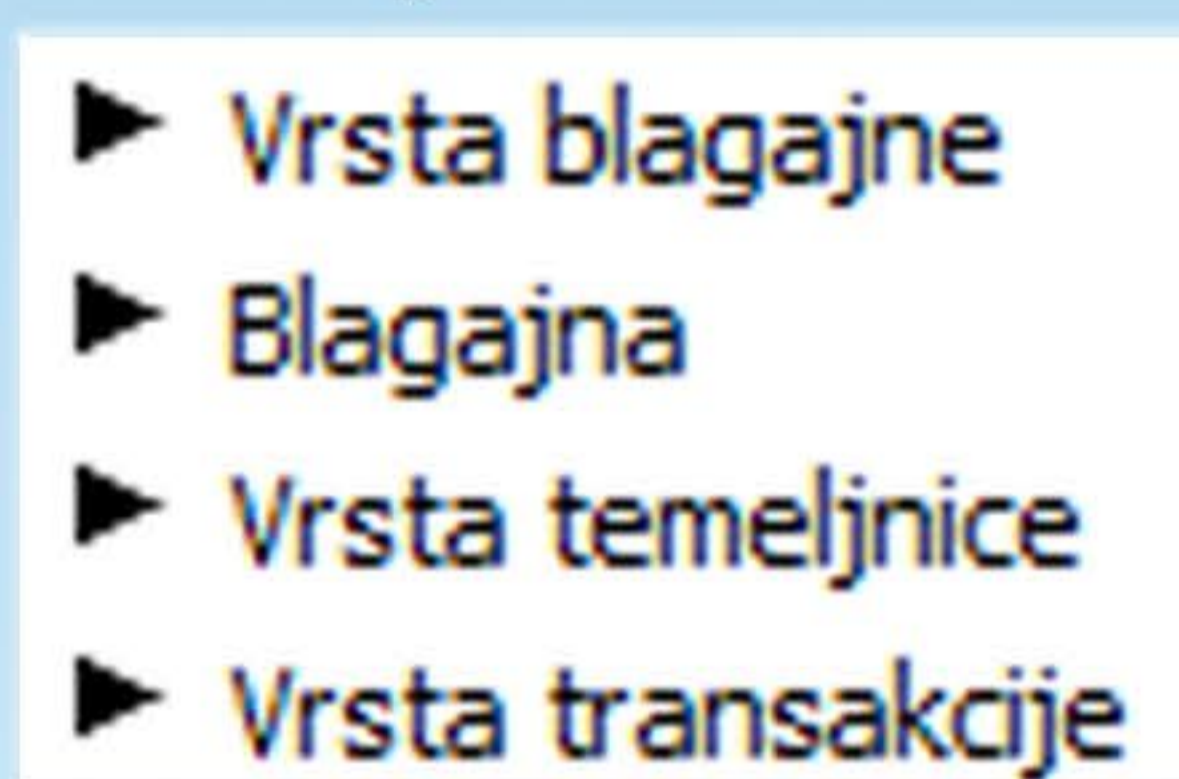 Vrsta blagajne
Blagajna
Vrsta temeljnice
Vrsta transakcije